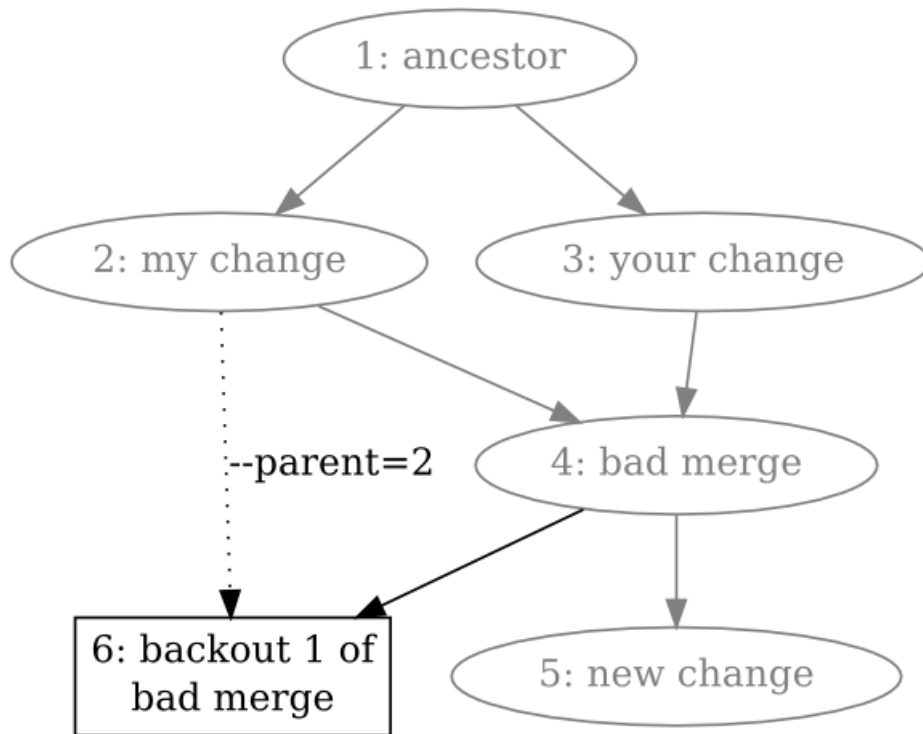 1: ancestor
2: my change
3: your change
--parent=2
4: bad merge
6: backout 1 of
bad merge
5: new change